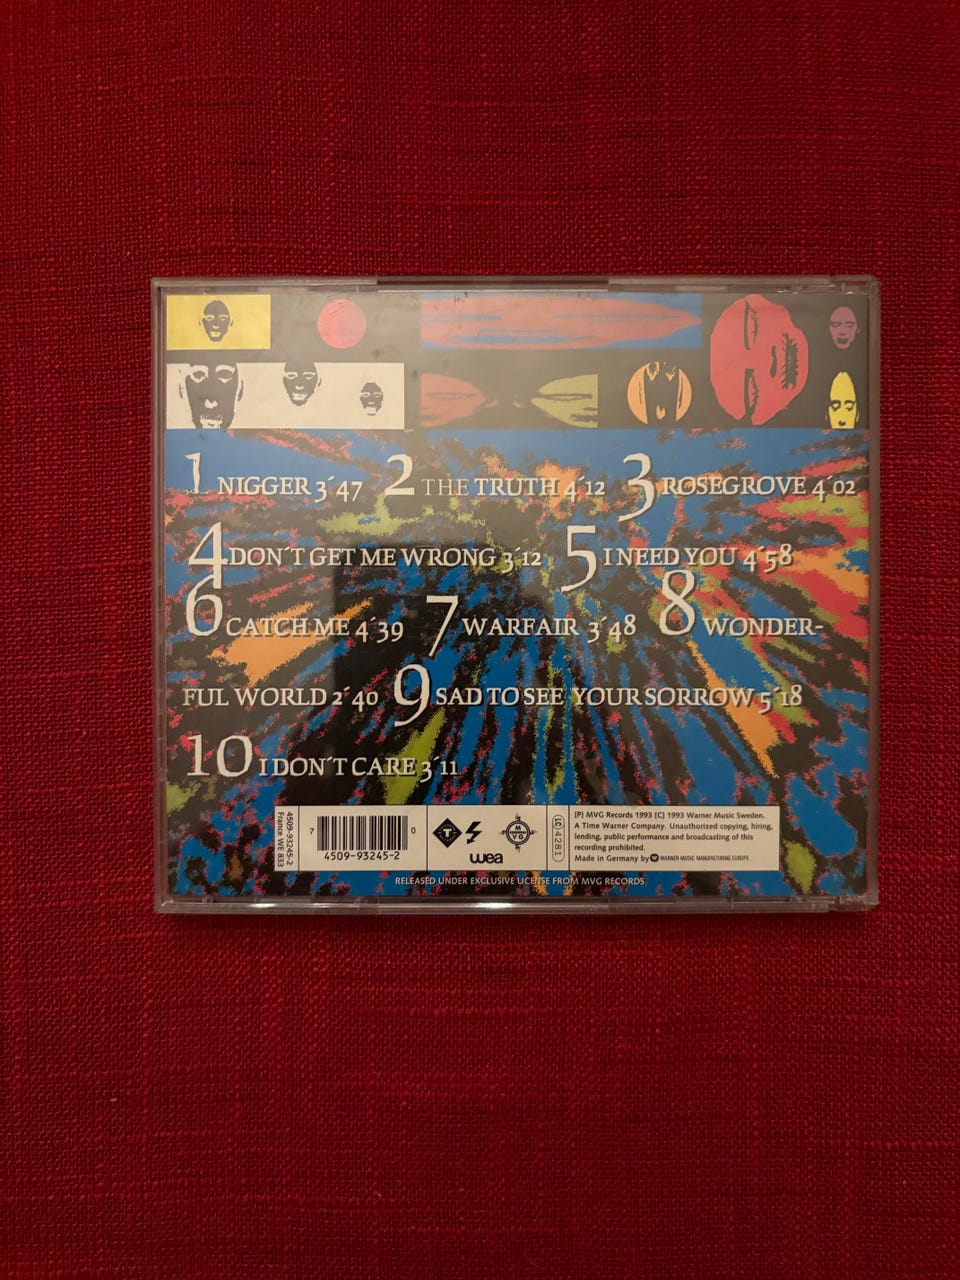 1 NIGGER 3´47 2 THE TRUTH 4´12 3 ROSEGROVE 4´02
4 DON´T GET ME WRONG 3´12 5 I NEED YOU 4´58
6 CATCH ME 4´39 7 WARFAIR 3´48 8 WONDER-
FUL WORLD 2´40 9 SAD TO SEE YOUR SORROW 5´18
10 I DON´T CARE 3´11
4509-93245-2
France WE 833
7 0
4509-93245-2
T
wea
MVG
LC 4281
(P) MVG Records 1993 (C) 1993 Warner Music Sweden.
A Time Warner Company. Unauthorized copying, hiring,
lending, public performance and broadcasting of this
recording prohibited.
Made in Germany by WARNER MUSIC MANUFACTURING EUROPE
RELEASED UNDER EXCLUSIVE LICENSE FROM MVG RECORDS